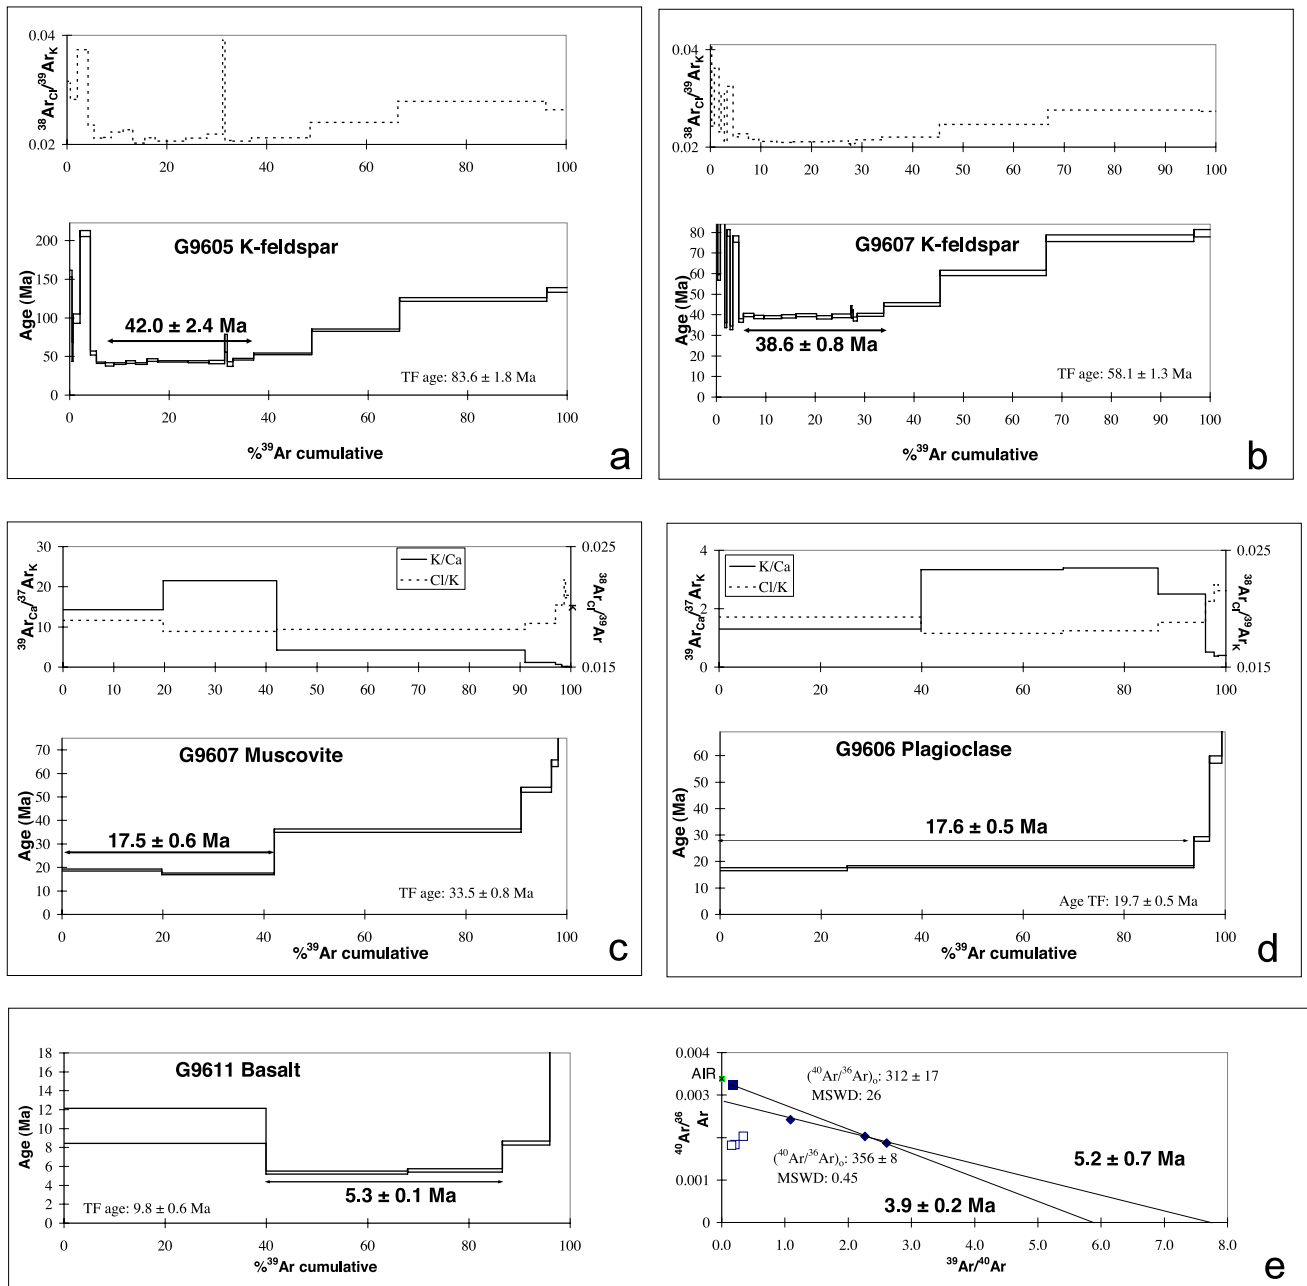 0.04
0.02
³⁸Ar_Cl/³⁹Ar_K
0 20 40 60 80 100
G9605 K-feldspar
200
150
100
50
0
Age (Ma)
42.0 ± 2.4 Ma
TF age: 83.6 ± 1.8 Ma
0 20 40 60 80 100
%³⁹Ar cumulative
a
0.04
0.02
³⁸Ar_Cl/³⁹Ar_K
0 10 20 30 40 50 60 70 80 90 100
G9607 K-feldspar
80
70
60
50
40
30
20
10
0
Age (Ma)
38.6 ± 0.8 Ma
TF age: 58.1 ± 1.3 Ma
0 10 20 30 40 50 60 70 80 90 100
%³⁹Ar cumulative
b
30
20
10
0
³⁹Ar_Ca/³⁷Ar_K
K/Ca
Cl/K
0.025
0.015
³⁸Ar_Cl/³⁹Ar
K
0 10 20 30 40 50 60 70 80 90 100
G9607 Muscovite
70
60
50
40
30
20
10
0
Age (Ma)
17.5 ± 0.6 Ma
TF age: 33.5 ± 0.8 Ma
0 20 40 60 80 100
%³⁹Ar cumulative
c
4
2
0
³⁹Ar_Ca/³⁷Ar_K
K/Ca
Cl/K
0.025
0.015
³⁸Ar_Cl/³⁹Ar_K
0 20 40 60 80 100
G9606 Plagioclase
60
50
40
30
20
10
0
Age (Ma)
17.6 ± 0.5 Ma
Age TF: 19.7 ± 0.5 Ma
0 20 40 60 80 100
%³⁹Ar cumulative
d
18
16
14
12
10
8
6
4
2
0
Age (Ma)
G9611 Basalt
5.3 ± 0.1 Ma
TF age: 9.8 ± 0.6 Ma
0 20 40 60 80 100
%³⁹Ar cumulative
0.004
AIR
0.003
0.001
0
⁴⁰Ar/³⁶
Ar
(⁴⁰Ar/³⁶Ar)ₒ: 312 ± 17
MSWD: 26
(⁴⁰Ar/³⁶Ar)ₒ: 356 ± 8
MSWD: 0.45
5.2 ± 0.7 Ma
3.9 ± 0.2 Ma
0.0 1.0 2.0 3.0 4.0 5.0 6.0 7.0 8.0
³⁹Ar/⁴⁰Ar
e